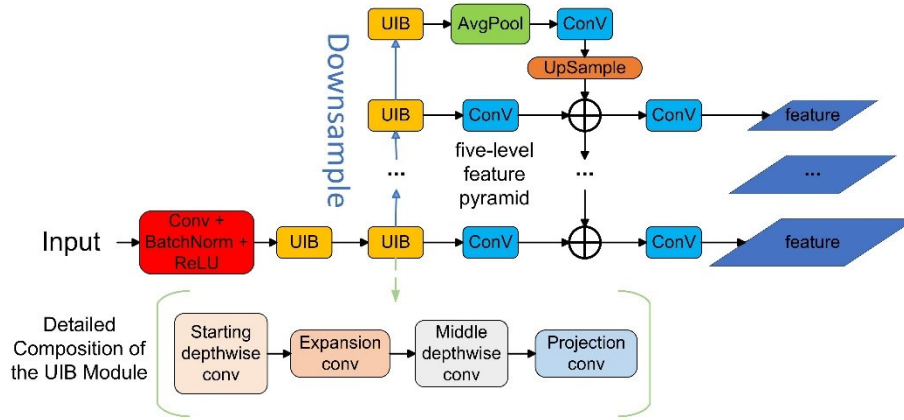 UIB
AvgPool
ConV
Downsample
UpSample
UIB
ConV
ConV
feature
five-level
feature
pyramid
...
...
...
Input
Conv +
BatchNorm +
ReLU
UIB
UIB
ConV
ConV
feature
Detailed
Composition of
the UIB Module
Starting
depthwise
conv
Expansion
conv
Middle
depthwise
conv
Projection
conv